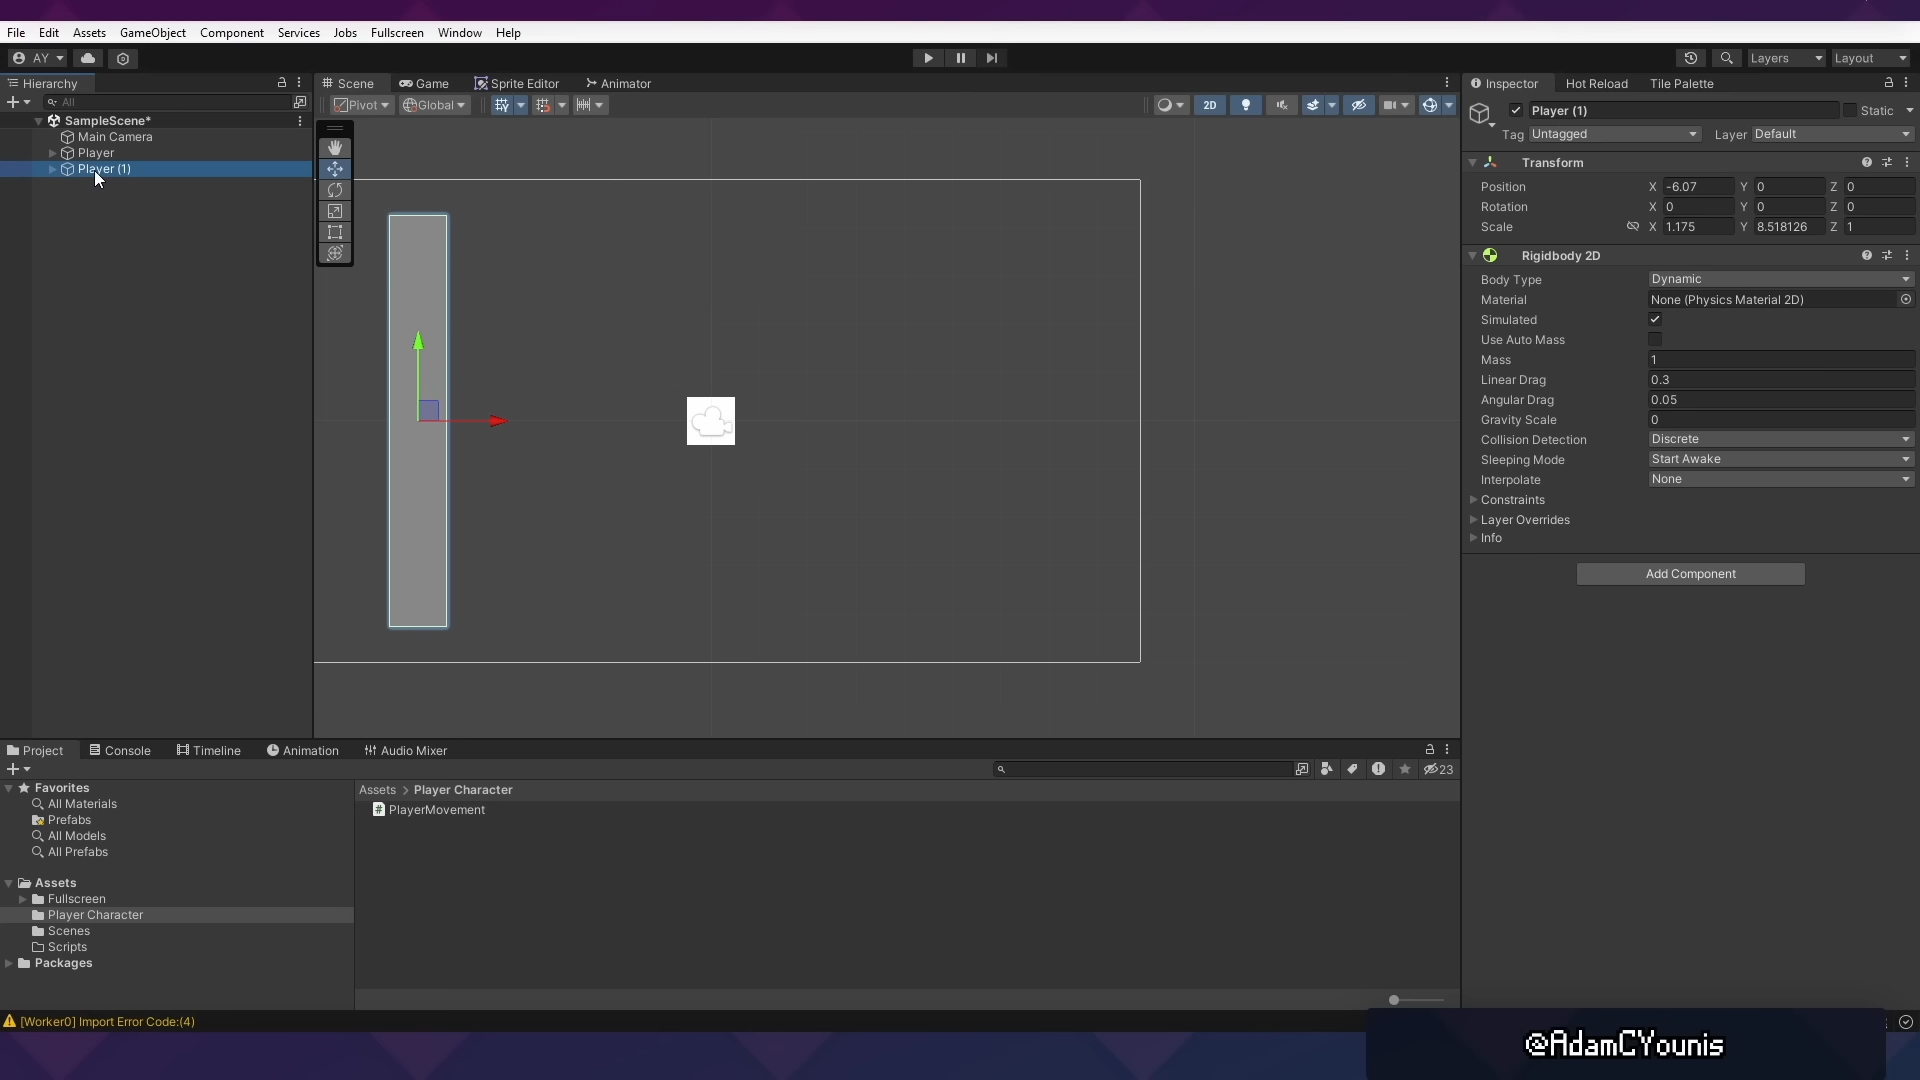 File Edit Assets GameObject Component Services Jobs Fullscreen Window Help
AY Layers Layout
Hierarchy
All
SampleScene*
Main Camera
Player
Player (1)
Scene Game Sprite Editor Animator
Pivot Global 2D
Inspector Hot Reload Tile Palette
Player (1) Static
Tag Untagged Layer Default
Transform
Position X -6.07 Y 0 Z 0
Rotation X 0 Y 0 Z 0
Scale X 1.175 Y 8.518126 Z 1
Rigidbody 2D
Body Type Dynamic
Material None (Physics Material 2D)
Simulated
Use Auto Mass
Mass 1
Linear Drag 0.3
Angular Drag 0.05
Gravity Scale 0
Collision Detection Discrete
Sleeping Mode Start Awake
Interpolate None
Constraints
Layer Overrides
Info
Add Component
Project Console Timeline Animation Audio Mixer
23
Favorites
All Materials
Prefabs
All Models
All Prefabs
Assets
Fullscreen
Player Character
Scenes
Scripts
Packages
Assets > Player Character
# PlayerMovement
[Worker0] Import Error Code:(4)
@AdamCYounis